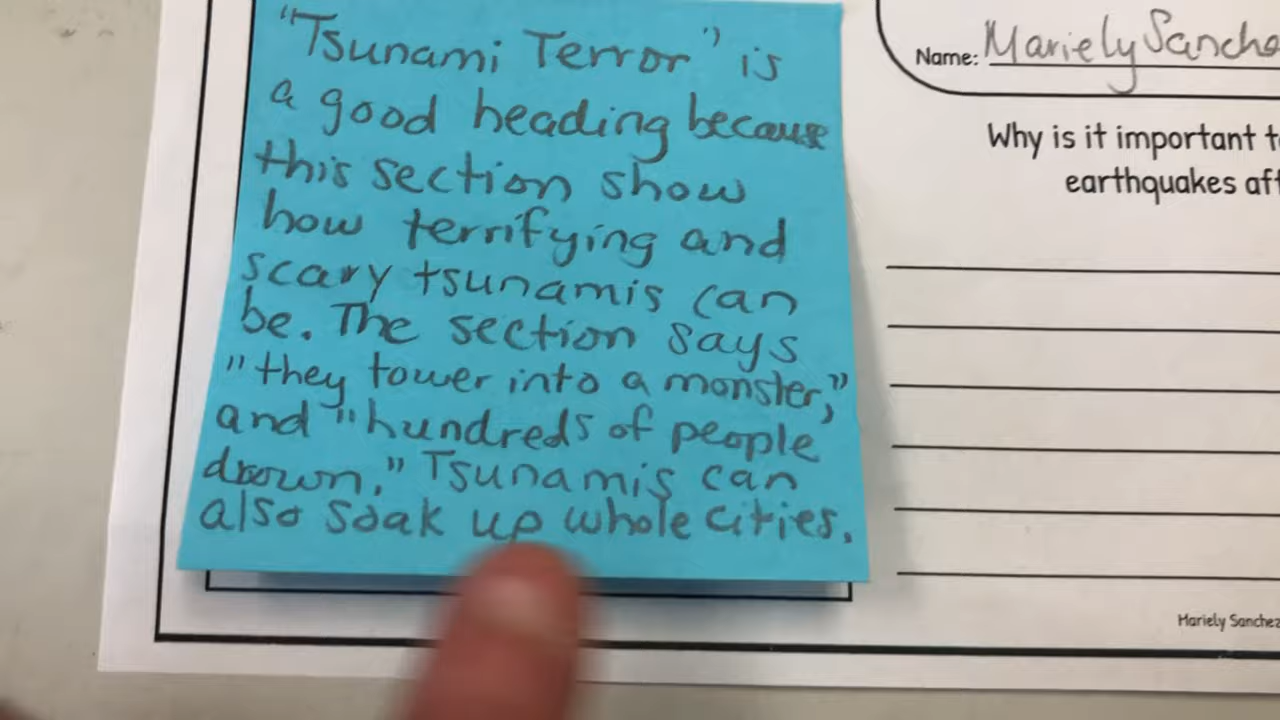 "Tsunami Terror" is
a good heading because
this section show
how terrifying and
scary tsunamis can
be. The section says
"they tower into a monster,"
and "hundreds of people
drown." Tsunamis can
also soak up whole cities.
Name: Mariely Sanche
Why is it important t
earthquakes af
Mariely Sanchez